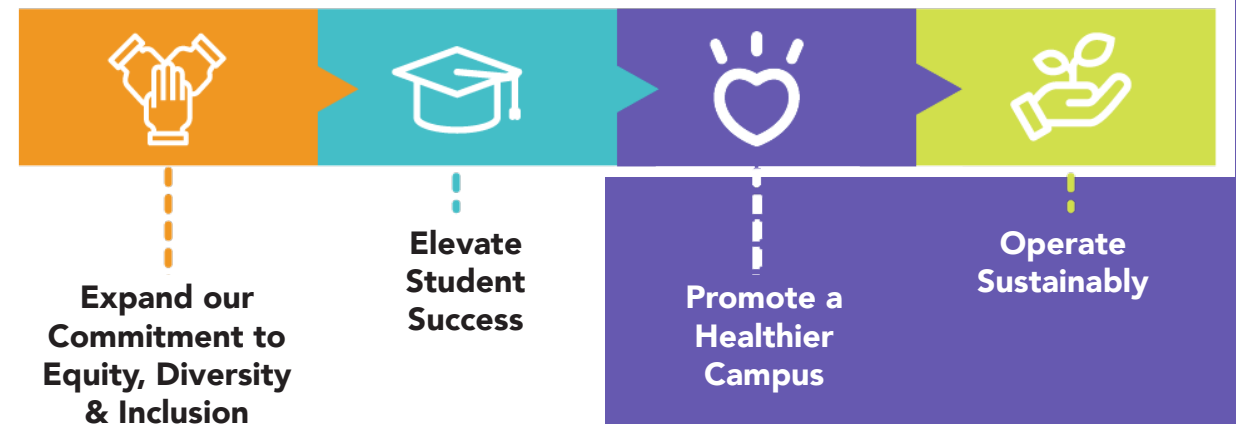 Expand our
Commitment to
Equity, Diversity
& Inclusion
Elevate
Student
Success
Promote a
Healthier
Campus
Operate
Sustainably